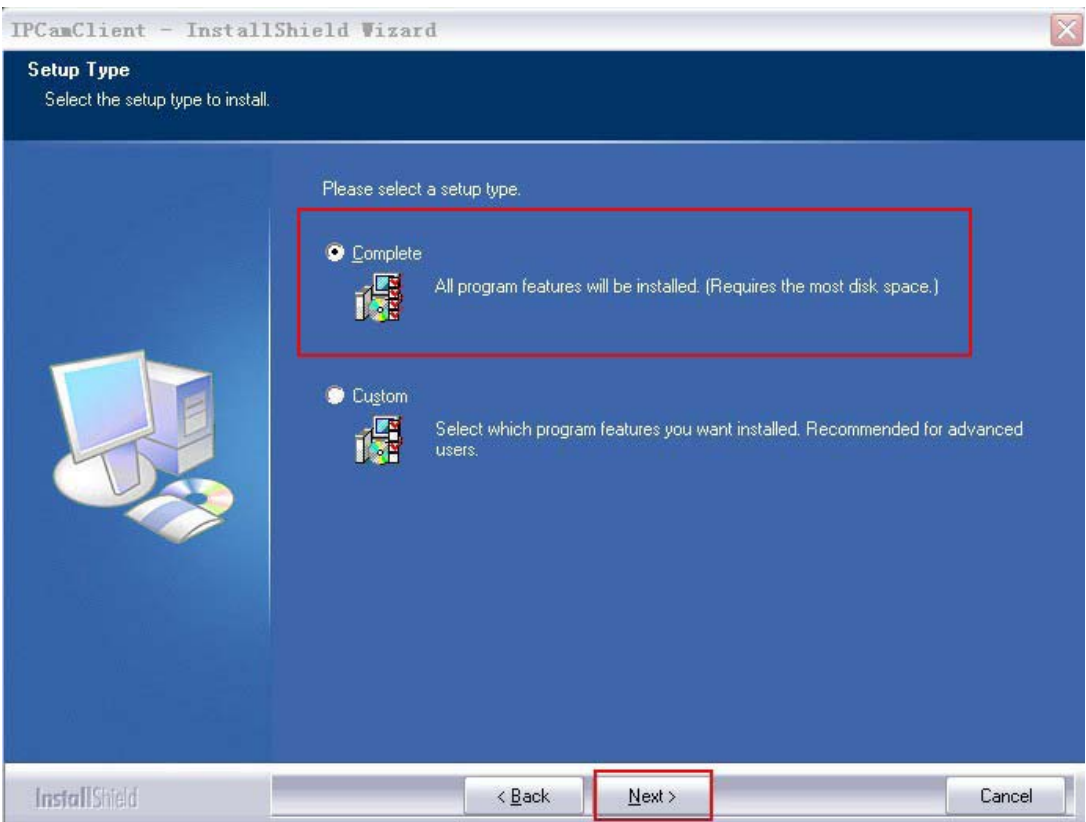 IPCamClient - InstallShield Wizard
Setup Type
Select the setup type to install.
Please select a setup type.
Complete
All program features will be installed. (Requires the most disk space.)
Custom
Select which program features you want installed. Recommended for advanced
users.
InstallShield
< Back
Next >
Cancel